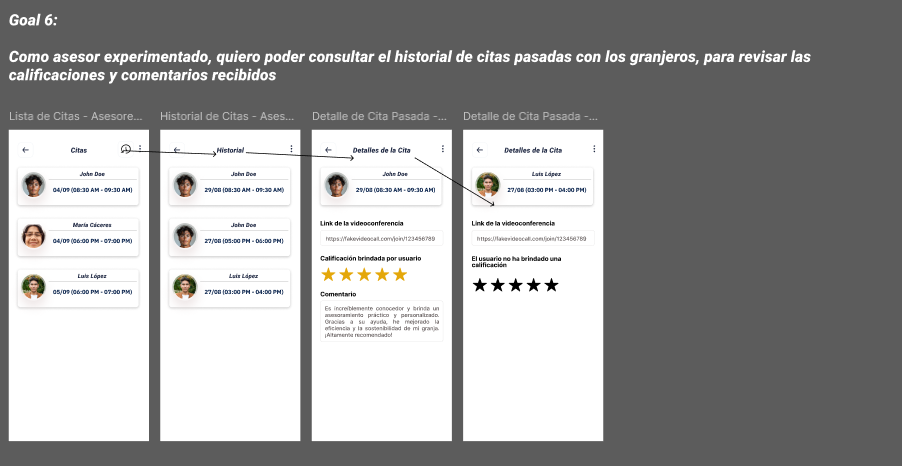 Goal 6:
Como asesor experimentado, quiero poder consultar el historial de citas pasadas con los granjeros, para revisar las
calificaciones y comentarios recibidos
Lista de Citas - Asesore...
Historial de Citas - Ases...
Detalle de Cita Pasada -...
Detalle de Cita Pasada -...
Citas
John Doe
04/09 (08:30 AM - 09:30 AM)
María Cáceres
04/09 (06:00 PM - 07:00 PM)
Luis López
05/09 (06:00 PM - 07:00 PM)
Historial
John Doe
29/08 (08:30 AM - 09:30 AM)
John Doe
27/08 (05:00 PM - 06:00 PM)
Luis López
27/08 (03:00 PM - 04:00 PM)
Detalles de la Cita
John Doe
29/08 (08:30 AM - 09:30 AM)
Link de la videoconferencia
https://fakevideocall.com/join/123456789
Calificación brindada por usuario
Comentario
Es increíblemente conocedor y brinda un
asesoramiento práctico y personalizado.
Gracias a su ayuda, he mejorado la
eficiencia y la sostenibilidad de mi granja.
¡Altamente recomendado!
Detalles de la Cita
Luis López
27/08 (03:00 PM - 04:00 PM)
Link de la videoconferencia
https://fakevideocall.com/join/123456789
El usuario no ha brindado una
calificación